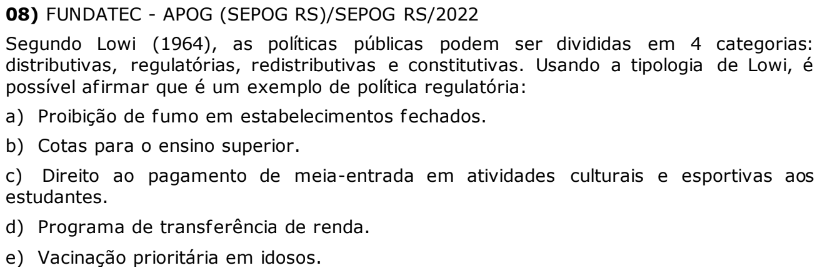 08) FUNDATEC - APOG (SEPOG RS)/SEPOG RS/2022
Segundo Lowi (1964), as políticas públicas podem ser divididas em 4 categorias:
distributivas, regulatórias, redistributivas e constitutivas. Usando a tipologia de Lowi, é
possível afirmar que é um exemplo de política regulatória:
a) Proibição de fumo em estabelecimentos fechados.
b) Cotas para o ensino superior.
c) Direito ao pagamento de meia-entrada em atividades culturais e esportivas aos
estudantes.
d) Programa de transferência de renda.
e) Vacinação prioritária em idosos.